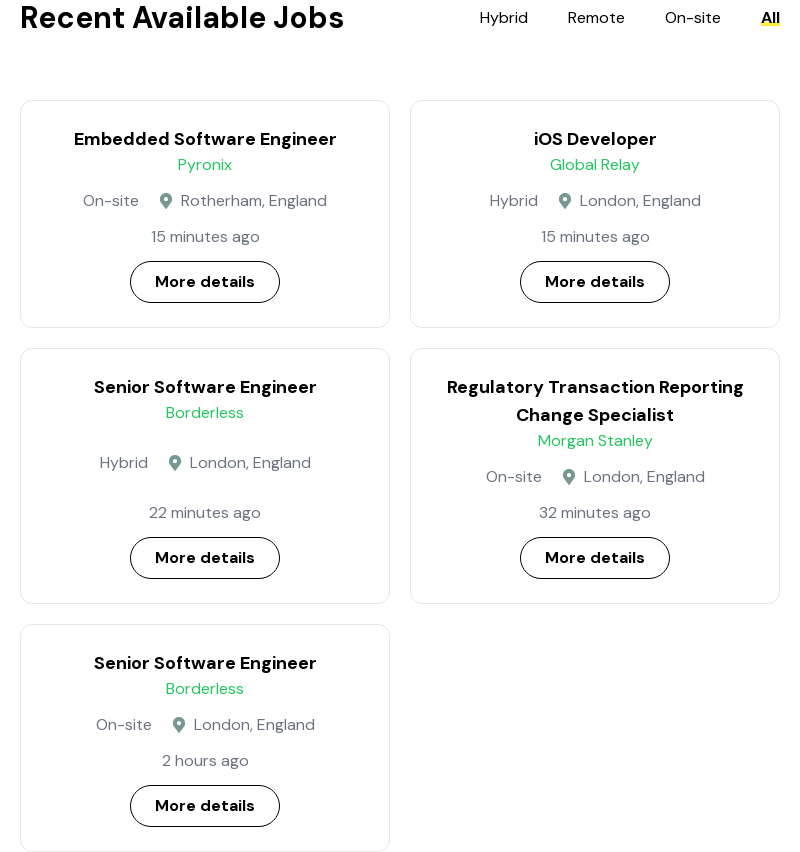 Recent Available Jobs
Hybrid Remote On-site All
Embedded Software Engineer
Pyronix
On-site Rotherham, England
15 minutes ago
More details
iOS Developer
Global Relay
Hybrid London, England
15 minutes ago
More details
Senior Software Engineer
Borderless
Hybrid London, England
22 minutes ago
More details
Regulatory Transaction Reporting
Change Specialist
Morgan Stanley
On-site London, England
32 minutes ago
More details
Senior Software Engineer
Borderless
On-site London, England
2 hours ago
More details